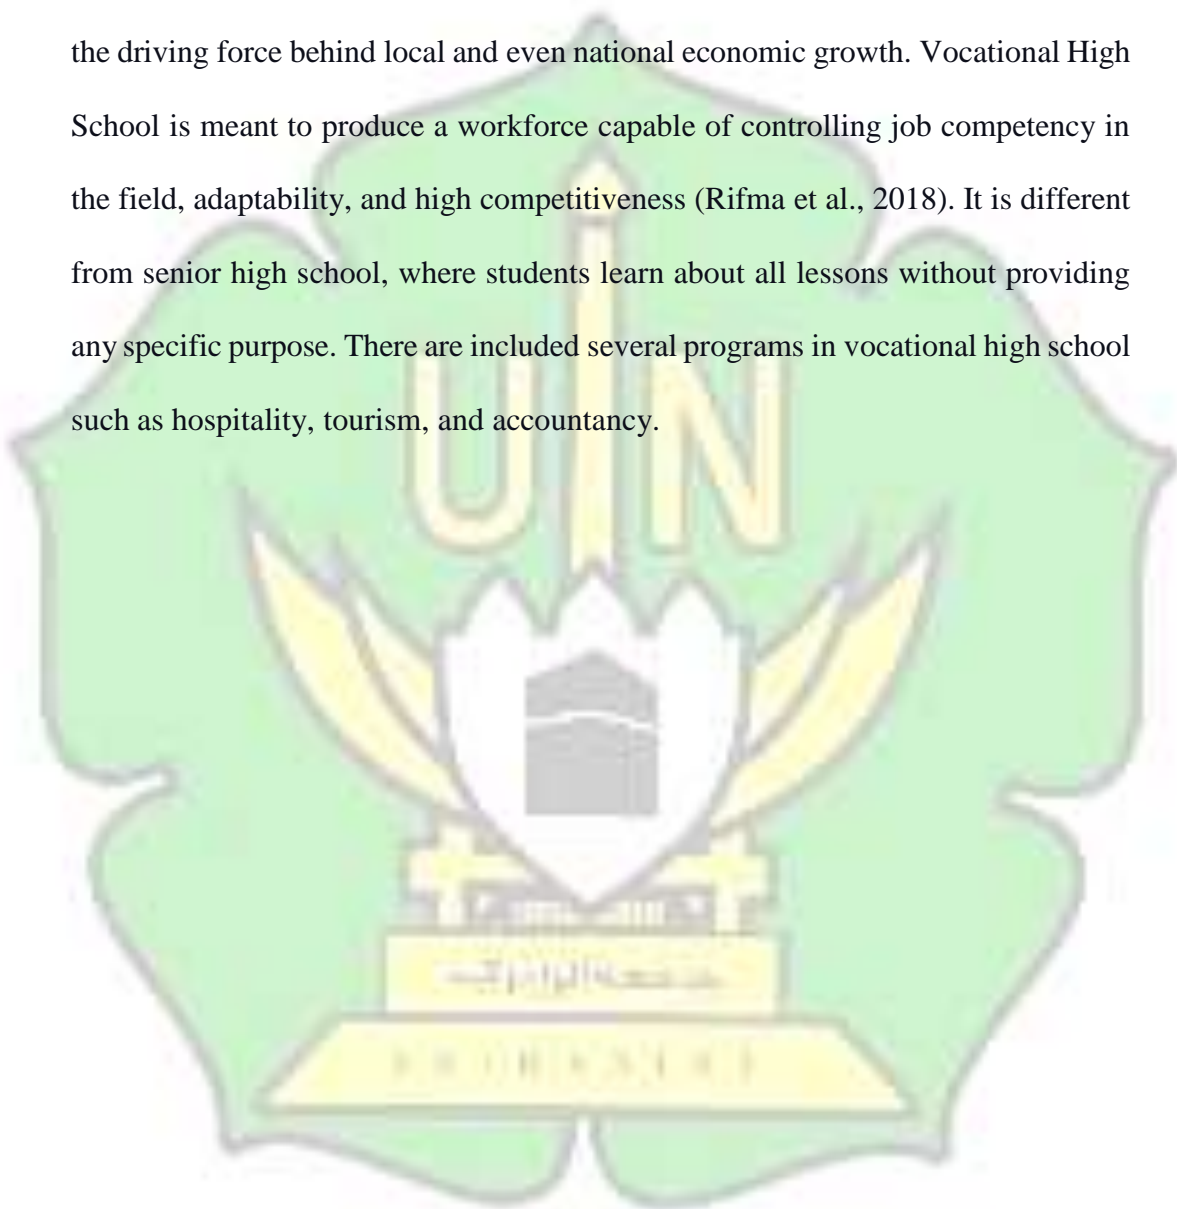 the driving force behind local and even national economic growth. Vocational High
School is meant to produce a workforce capable of controlling job competency in
the field, adaptability, and high competitiveness (Rifma et al., 2018). It is different
from senior high school, where students learn about all lessons without providing
any specific purpose. There are included several programs in vocational high school
such as hospitality, tourism, and accountancy.
UIN